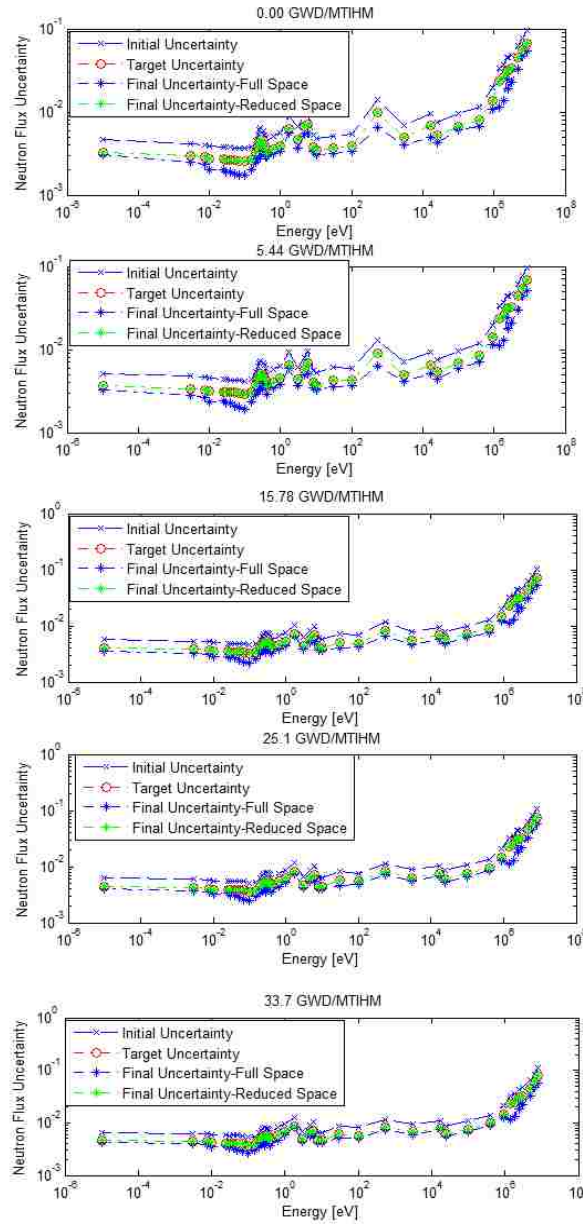 0.00 GWD/MTIHM
10^-1
10^-2
10^-3
Neutron Flux Uncertainty
Initial Uncertainty
Target Uncertainty
Final Uncertainty-Full Space
Final Uncertainty-Reduced Space
10^-6 10^-4 10^-2 10^0 10^2 10^4 10^6 10^8
Energy [eV]
5.44 GWD/MTIHM
10^-1
10^-2
10^-3
Neutron Flux Uncertainty
Initial Uncertainty
Target Uncertainty
Final Uncertainty-Full Space
Final Uncertainty-Reduced Space
10^-6 10^-4 10^-2 10^0 10^2 10^4 10^6 10^8
Energy [eV]
15.78 GWD/MTIHM
10^0
10^-1
10^-2
10^-3
Neutron Flux Uncertainty
Initial Uncertainty
Target Uncertainty
Final Uncertainty-Full Space
Final Uncertainty-Reduced Space
10^-6 10^-4 10^-2 10^0 10^2 10^4 10^6 10^8
Energy [eV]
25.1 GWD/MTIHM
10^0
10^-1
10^-2
10^-3
Neutron Flux Uncertainty
Initial Uncertainty
Target Uncertainty
Final Uncertainty-Full Space
Final Uncertainty-Reduced Space
10^-6 10^-4 10^-2 10^0 10^2 10^4 10^6
Energy [eV]
33.7 GWD/MTIHM
10^0
10^-1
10^-2
10^-3
Neutron Flux Uncertainty
Initial Uncertainty
Target Uncertainty
Final Uncertainty-Full Space
Final Uncertainty-Reduced Space
10^-6 10^-4 10^-2 10^0 10^2 10^4 10^6
Energy [eV]